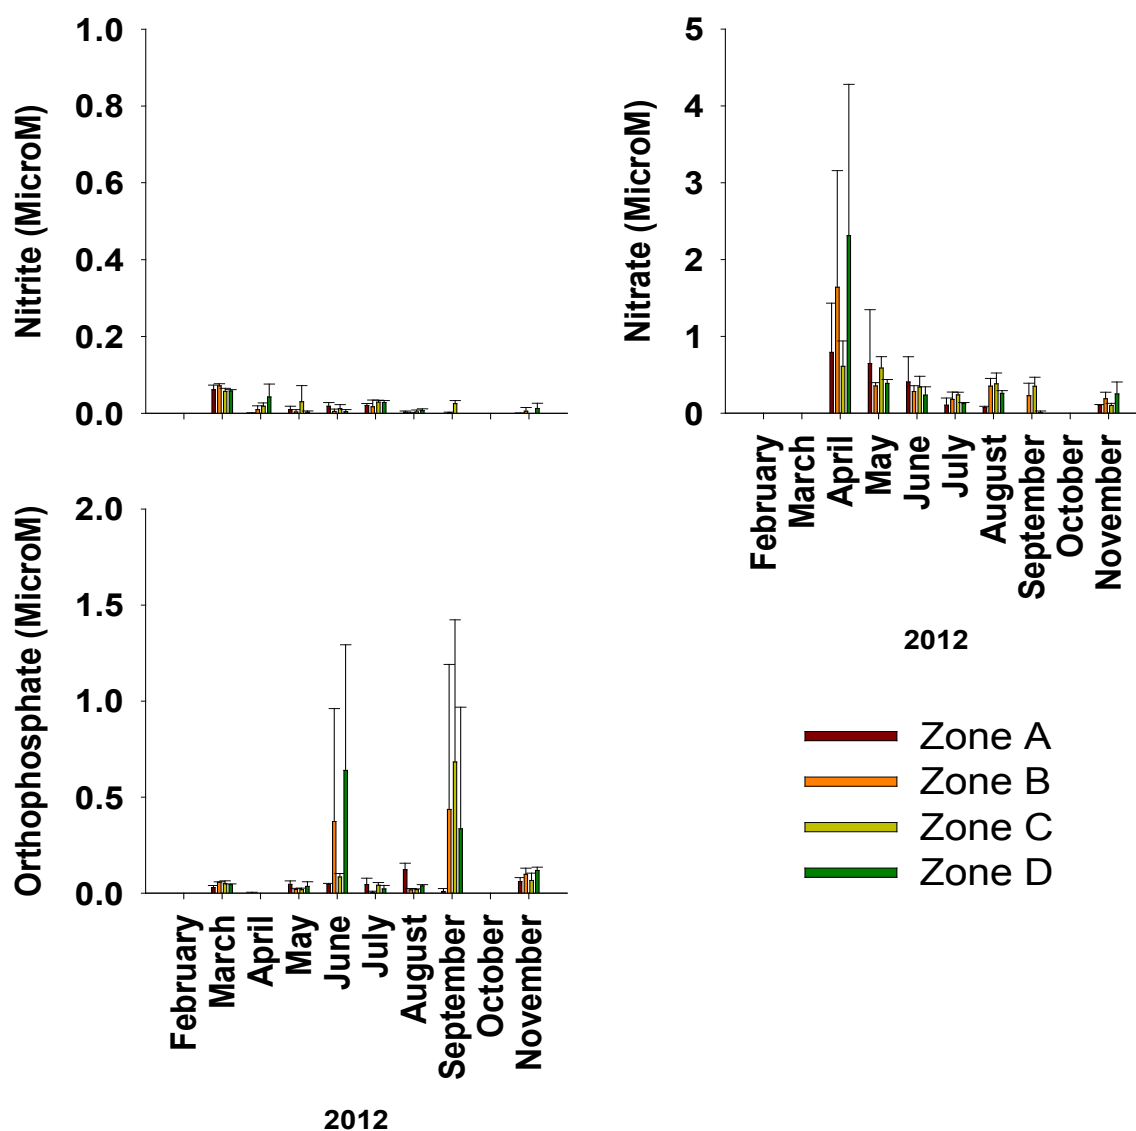 Nitrite (MicroM)
1.0
0.8
0.6
0.4
0.2
0.0
Nitrate (MicroM)
5
4
3
2
1
0
February
March
April
May
June
July
August
September
October
November
2012
Orthophosphate (MicroM)
2.0
1.5
1.0
0.5
0.0
February
March
April
May
June
July
August
September
October
November
2012
Zone A
Zone B
Zone C
Zone D